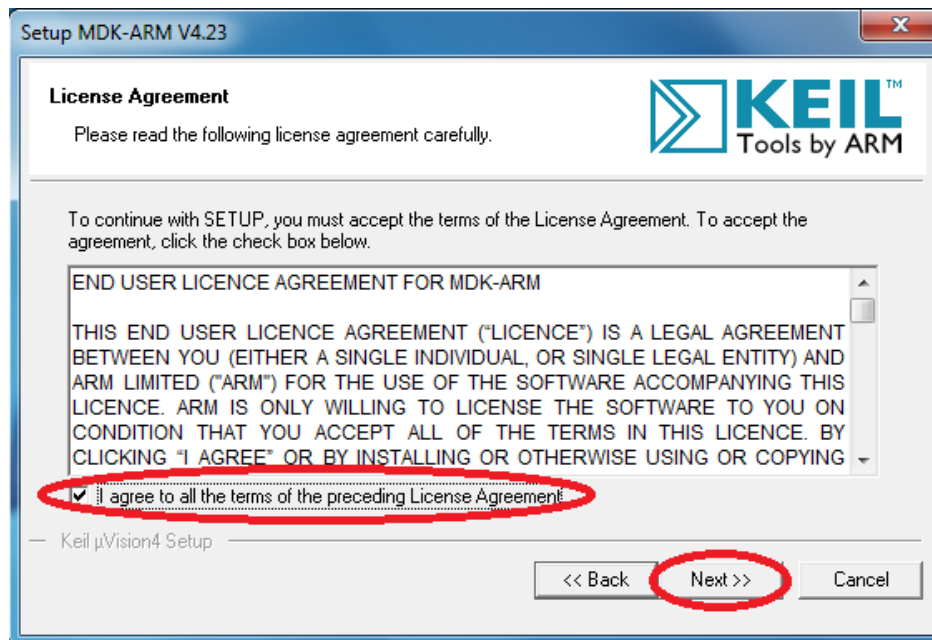 Setup MDK-ARM V4.23
License Agreement
Please read the following license agreement carefully.
KEIL™
Tools by ARM
To continue with SETUP, you must accept the terms of the License Agreement. To accept the
agreement, click the check box below.
END USER LICENCE AGREEMENT FOR MDK-ARM
THIS END USER LICENCE AGREEMENT (“LICENCE”) IS A LEGAL AGREEMENT
BETWEEN YOU (EITHER A SINGLE INDIVIDUAL, OR SINGLE LEGAL ENTITY) AND
ARM LIMITED ("ARM") FOR THE USE OF THE SOFTWARE ACCOMPANYING THIS
LICENCE. ARM IS ONLY WILLING TO LICENSE THE SOFTWARE TO YOU ON
CONDITION THAT YOU ACCEPT ALL OF THE TERMS IN THIS LICENCE. BY
CLICKING “I AGREE” OR BY INSTALLING OR OTHERWISE USING OR COPYING
I agree to all the terms of the preceding License Agreement
Keil µVision4 Setup
<< Back
Next >>
Cancel